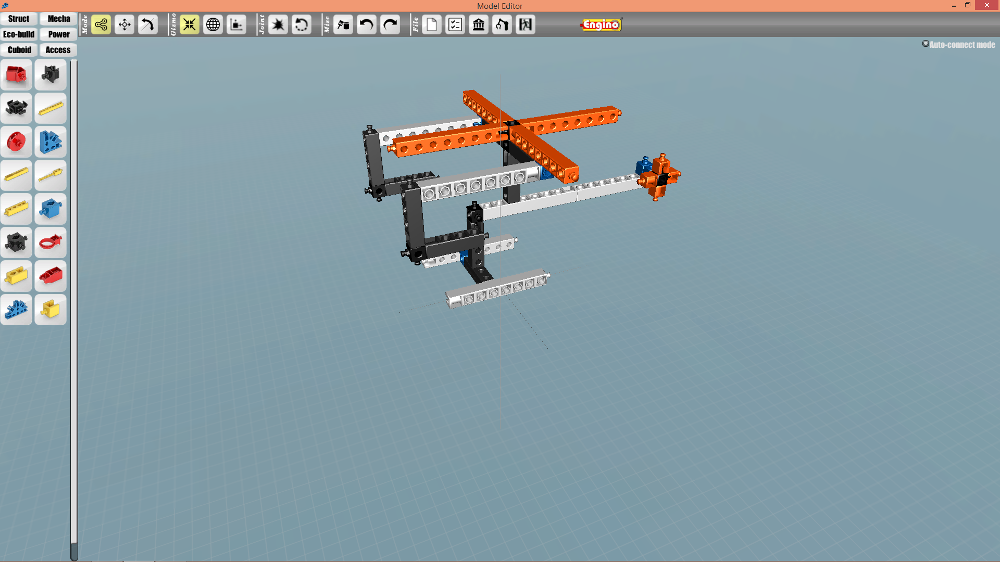 Model Editor
Struct
Mecha
Eco-build
Power
Cuboid
Access
Mode
Gizmo
Joint
Misc
File
Engino
Auto-connect mode